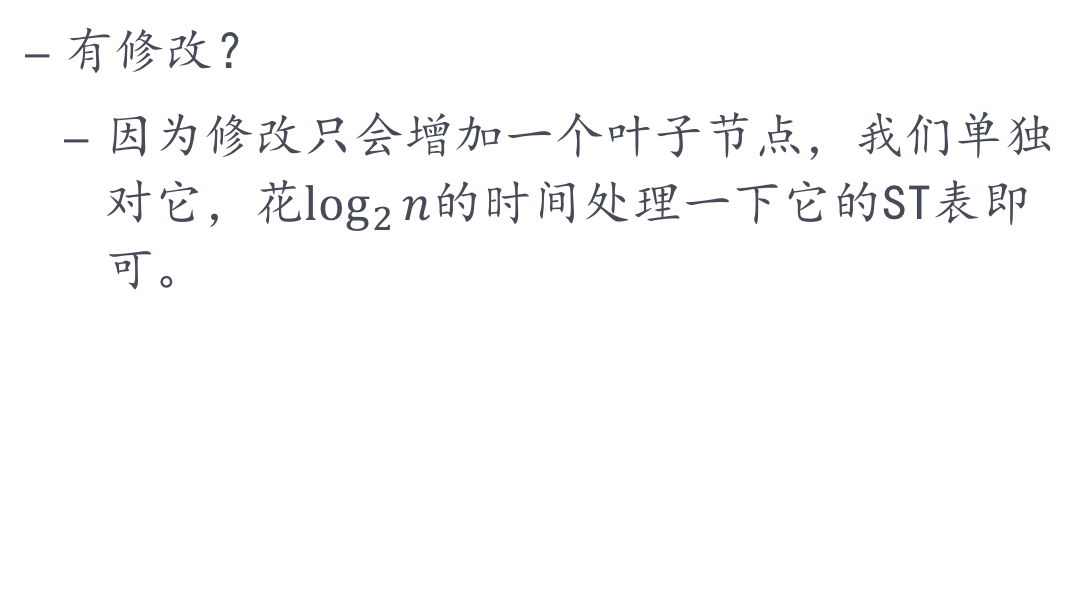 – 有修改？
– 因为修改只会增加一个叶子节点，我们单独
对它，花log₂ n的时间处理一下它的ST表即
可。